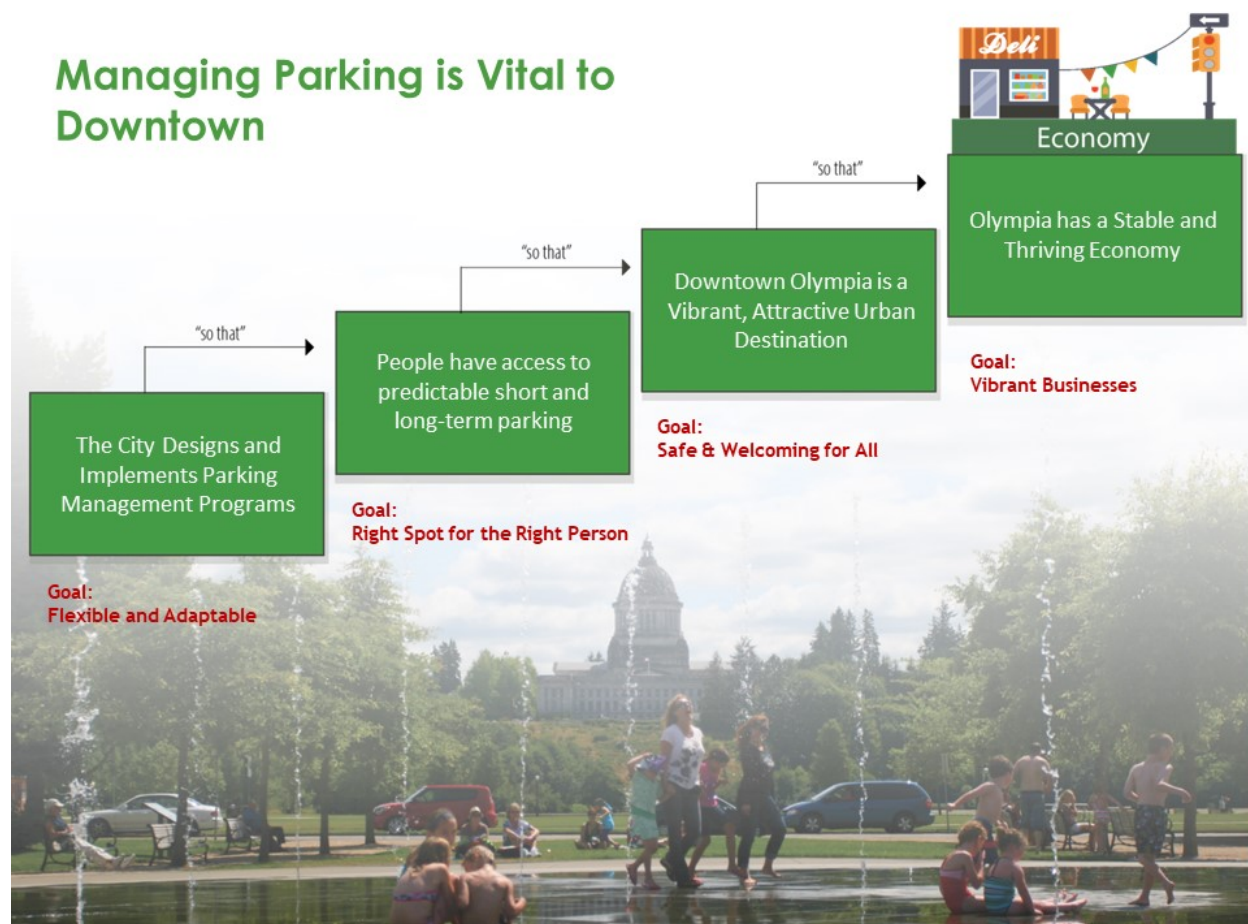 Managing Parking is Vital to
Downtown
Deli
Economy
"so that"
Olympia has a Stable and
Thriving Economy
Goal:
Vibrant Businesses
"so that"
Downtown Olympia is a
Vibrant, Attractive Urban
Destination
Goal:
Safe & Welcoming for All
"so that"
People have access to
predictable short and
long-term parking
Goal:
Right Spot for the Right Person
The City Designs and
Implements Parking
Management Programs
Goal:
Flexible and Adaptable